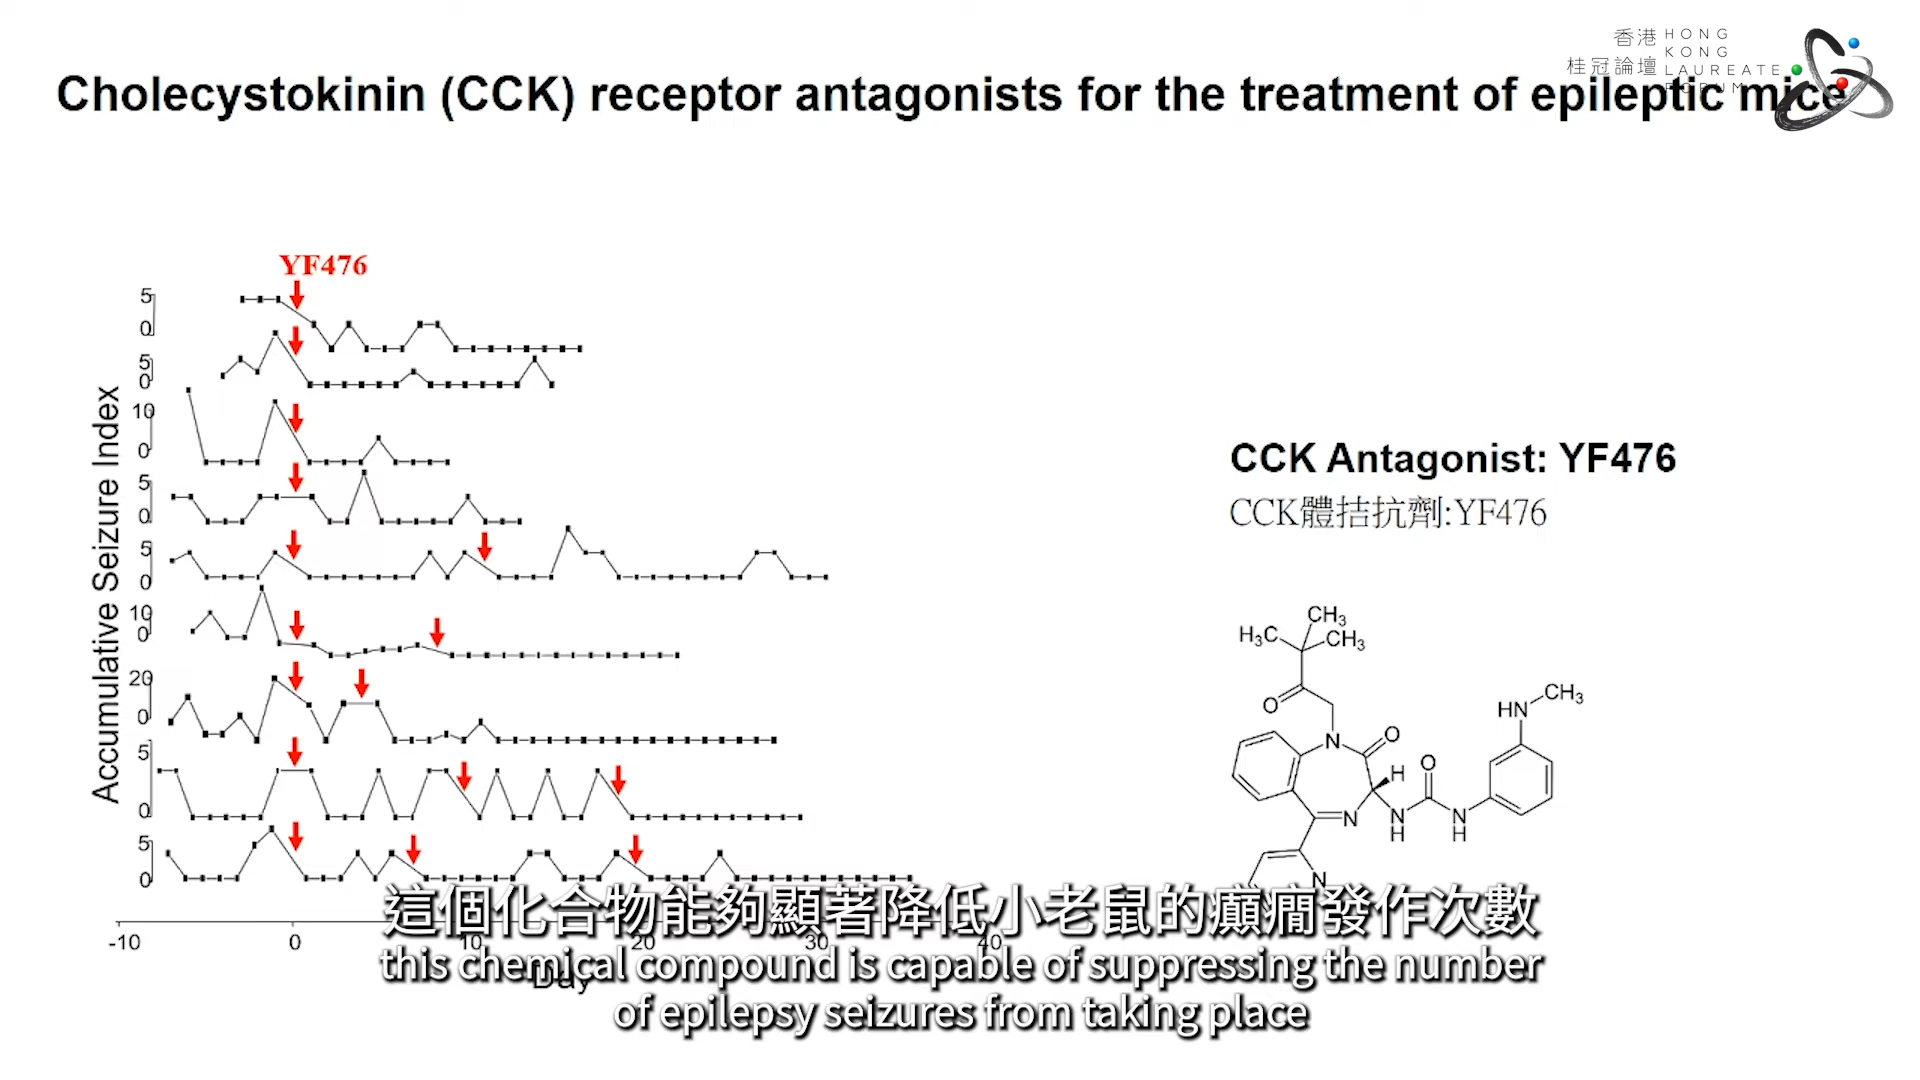 香港 HONG
KONG
桂冠論壇 LAUREATE
FORUM
Cholecystokinin (CCK) receptor antagonists for the treatment of epileptic mice
YF476
5
0
5
0
10
0
5
0
5
0
10
0
20
0
5
0
5
0
Accumulative Seizure Index
-10 0 10 20 30 40
Day
CCK Antagonist: YF476
CCK體拮抗劑:YF476
CH3
H3C
CH3
O
HN
CH3
N
O
H
O
N
N
H
N
H
N
這個化合物能夠顯著降低小老鼠的癲癇發作次數
this chemical compound is capable of suppressing the number
of epilepsy seizures from taking place